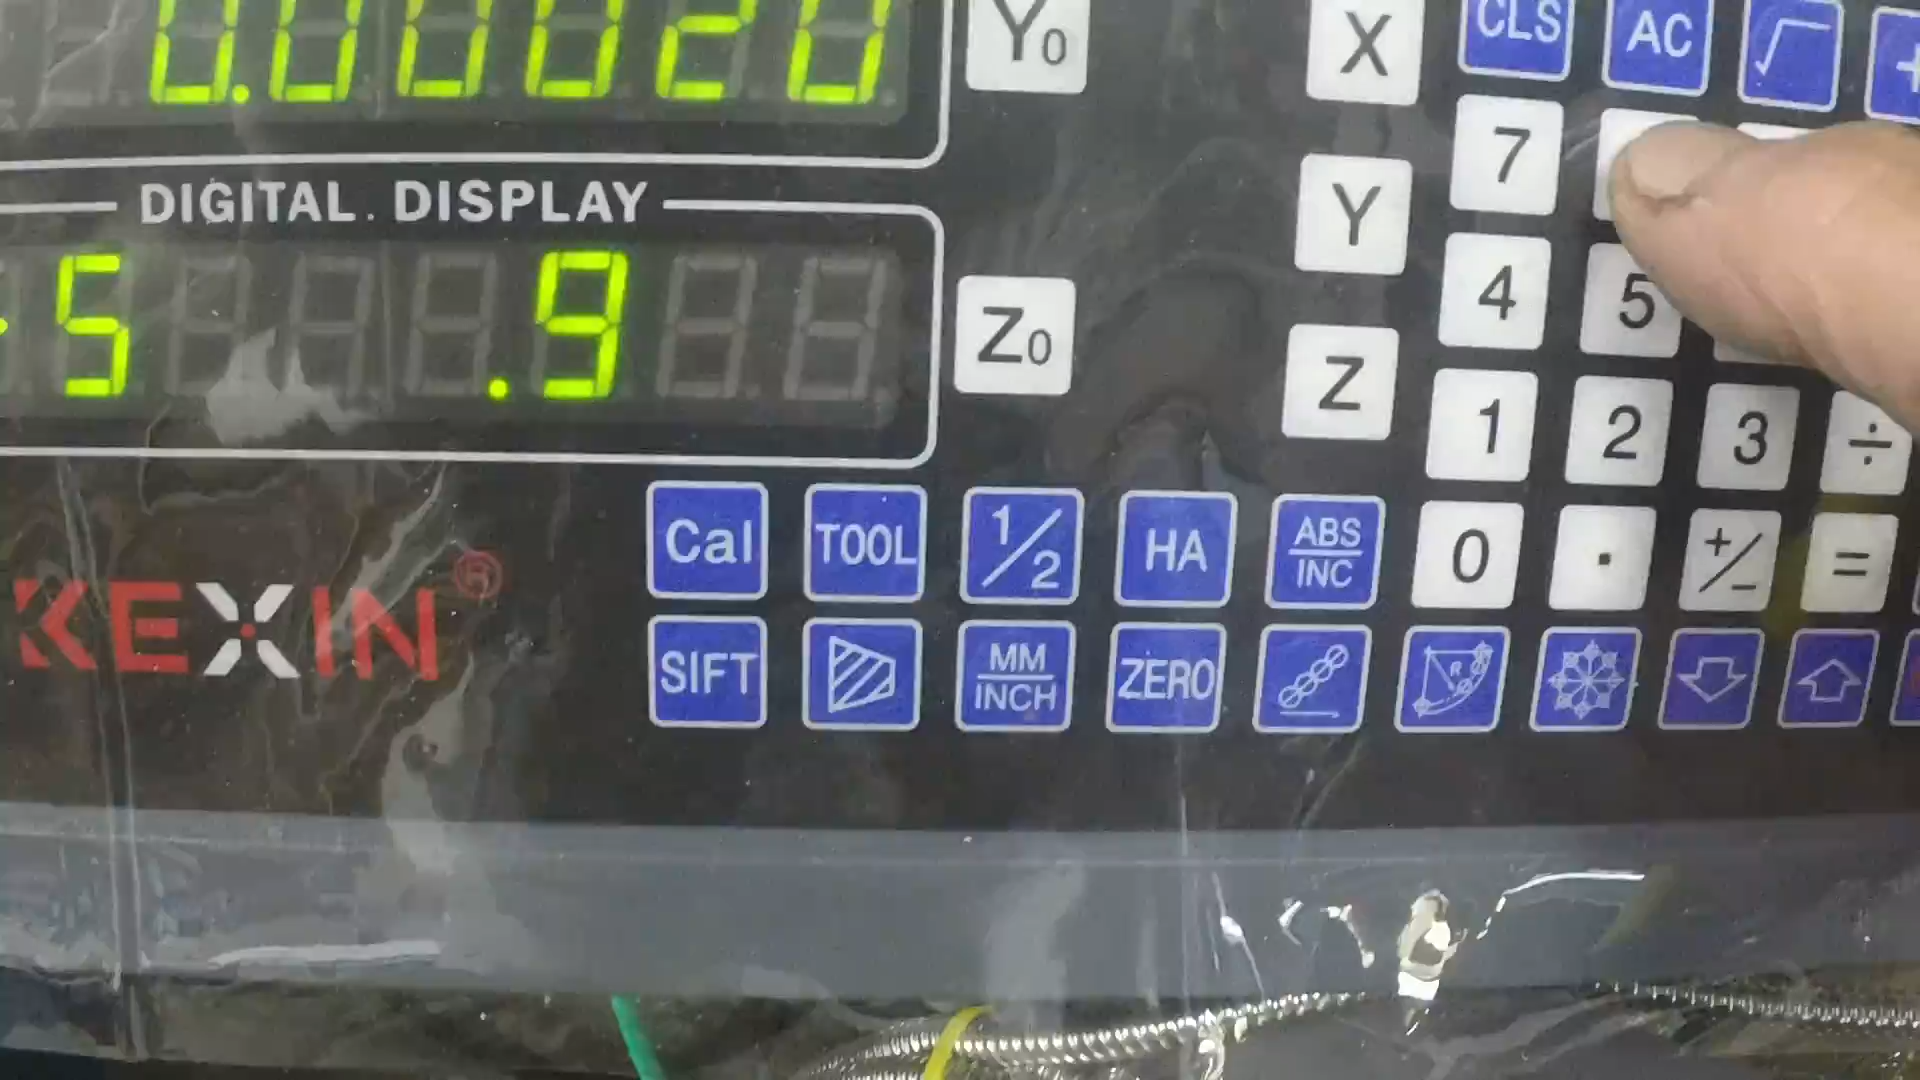 0.00020
Y0
X
CLS
AC
√
+
7
DIGITAL DISPLAY
Y
5
.9
Z0
4
5
Z
1
2
3
÷
Cal
TOOL
1/2
HA
ABS
INC
0
.
+/-
=
KEXIN®
SIFT
MM
INCH
ZERO
R